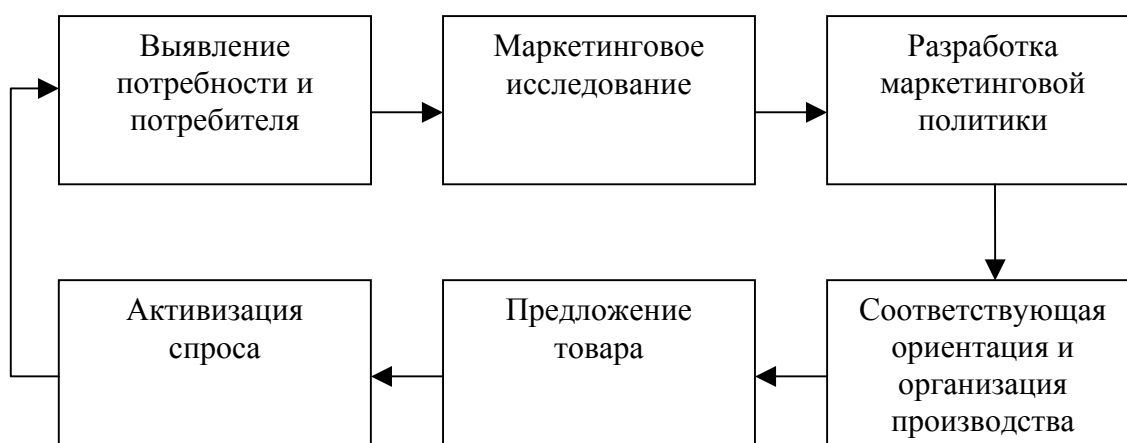 Выявление
потребности и
потребителя
Маркетинговое
исследование
Разработка
маркетинговой
политики
Активизация
спроса
Предложение
товара
Соответствующая
ориентация и
организация
производства